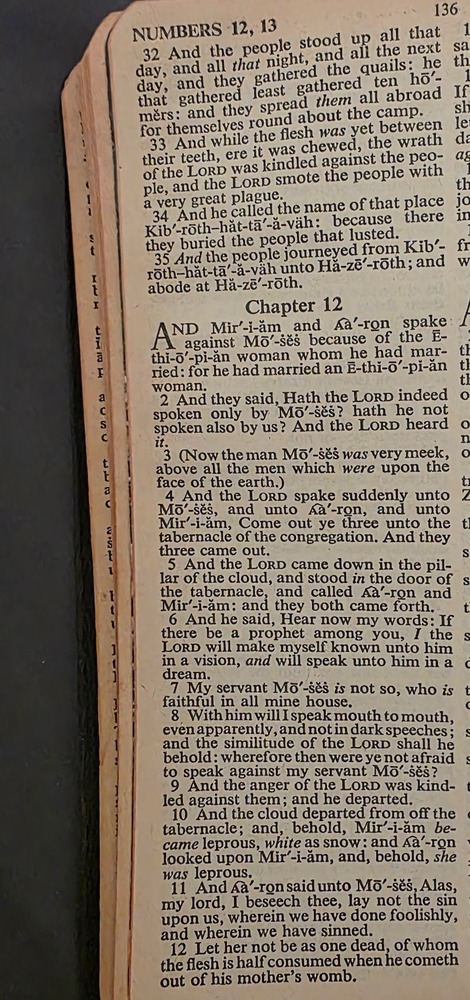 136
NUMBERS 12, 13
32 And the people stood up all that
day, and all that night, and all the next
day, and they gathered the quails: he
that gathered least gathered ten hō′-
mẽrs: and they spread them all abroad
for themselves round about the camp.
33 And while the flesh was yet between
their teeth, ere it was chewed, the wrath
of the LORD was kindled against the peo-
ple, and the LORD smote the people with
a very great plague.
34 And he called the name of that place
Kib′-rōth–hăt-tā′-ă-väh: because there
they buried the people that lusted.
35 And the people journeyed from Kib′-
rōth–hăt-tā′-ă-väh unto Hă-zē′-rōth; and
abode at Hă-zē′-rōth.
Chapter 12
AND Mir′-i-ăm and A͡a′-ro̱n spake
against Mō′-s̈ĕs̈ because of the Ē-
thi-ō′-pi-ăn woman whom he had mar-
ried: for he had married an Ē-thi-ō′-pi-ăn
woman.
2 And they said, Hath the LORD indeed
spoken only by Mō′-s̈ĕs̈? hath he not
spoken also by us? And the LORD heard
it.
3 (Now the man Mō′-s̈ĕs̈ was very meek,
above all the men which were upon the
face of the earth.)
4 And the LORD spake suddenly unto
Mō′-s̈ĕs̈, and unto A͡a′-ro̱n, and unto
Mir′-i-ăm, Come out ye three unto the
tabernacle of the congregation. And they
three came out.
5 And the LORD came down in the pil-
lar of the cloud, and stood in the door of
the tabernacle, and called A͡a′-ro̱n and
Mir′-i-ăm: and they both came forth.
6 And he said, Hear now my words: If
there be a prophet among you, I the
LORD will make myself known unto him
in a vision, and will speak unto him in a
dream.
7 My servant Mō′-s̈ĕs̈ is not so, who is
faithful in all mine house.
8 With him will I speak mouth to mouth,
even apparently, and not in dark speeches;
and the similitude of the LORD shall he
behold: wherefore then were ye not afraid
to speak against my servant Mō′-s̈ĕs̈?
9 And the anger of the LORD was kind-
led against them; and he departed.
10 And the cloud departed from off the
tabernacle; and, behold, Mir′-i-ăm be-
came leprous, white as snow: and A͡a′-ro̱n
looked upon Mir′-i-ăm, and, behold, she
was leprous.
11 And A͡a′-ro̱n said unto Mō′-s̈ĕs̈, Alas,
my lord, I beseech thee, lay not the sin
upon us, wherein we have done foolishly,
and wherein we have sinned.
12 Let her not be as one dead, of whom
the flesh is half consumed when he cometh
out of his mother's womb.